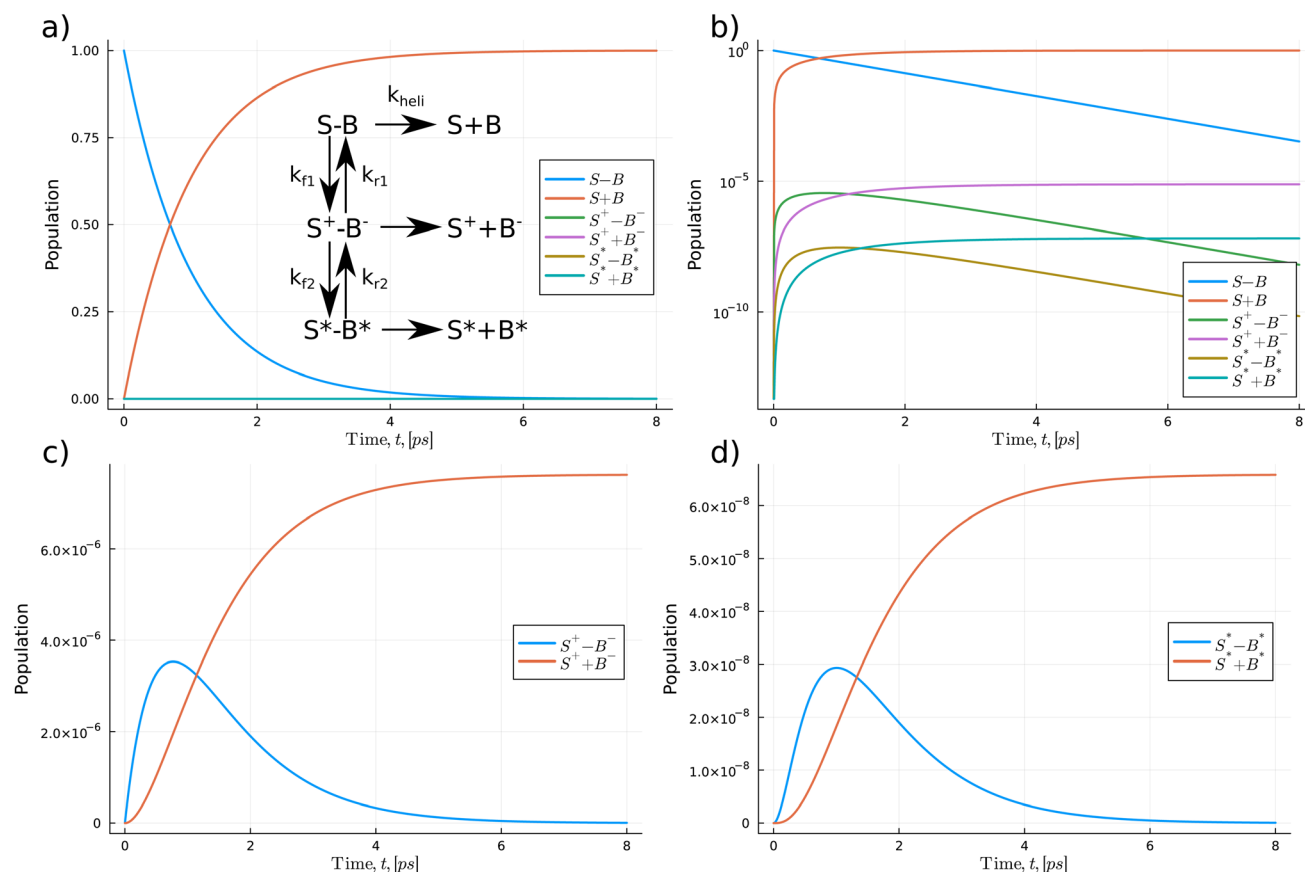 a)
1.00
0.75
0.50
0.25
0.00
Population
0 2 4 6 8
Time, t, [ps]
k_heli
S-B S+B
k_f1 k_r1
S⁺-B⁻ S⁺+B⁻
k_f2 k_r2
S*-B* S*+B*
S−B
S+B
S⁺−B⁻
S⁺+B⁻
S*−B*
S*+B*
b)
10⁰
10⁻⁵
10⁻¹⁰
Population
0 2 4 6 8
Time, t, [ps]
S−B
S+B
S⁺−B⁻
S⁺+B⁻
S*−B*
S*+B*
c)
6.0×10⁻⁶
4.0×10⁻⁶
2.0×10⁻⁶
0
Population
0 2 4 6 8
Time, t, [ps]
S⁺−B⁻
S⁺+B⁻
d)
6.0×10⁻⁸
5.0×10⁻⁸
4.0×10⁻⁸
3.0×10⁻⁸
2.0×10⁻⁸
1.0×10⁻⁸
0
Population
0 2 4 6 8
Time, t, [ps]
S*−B*
S*+B*